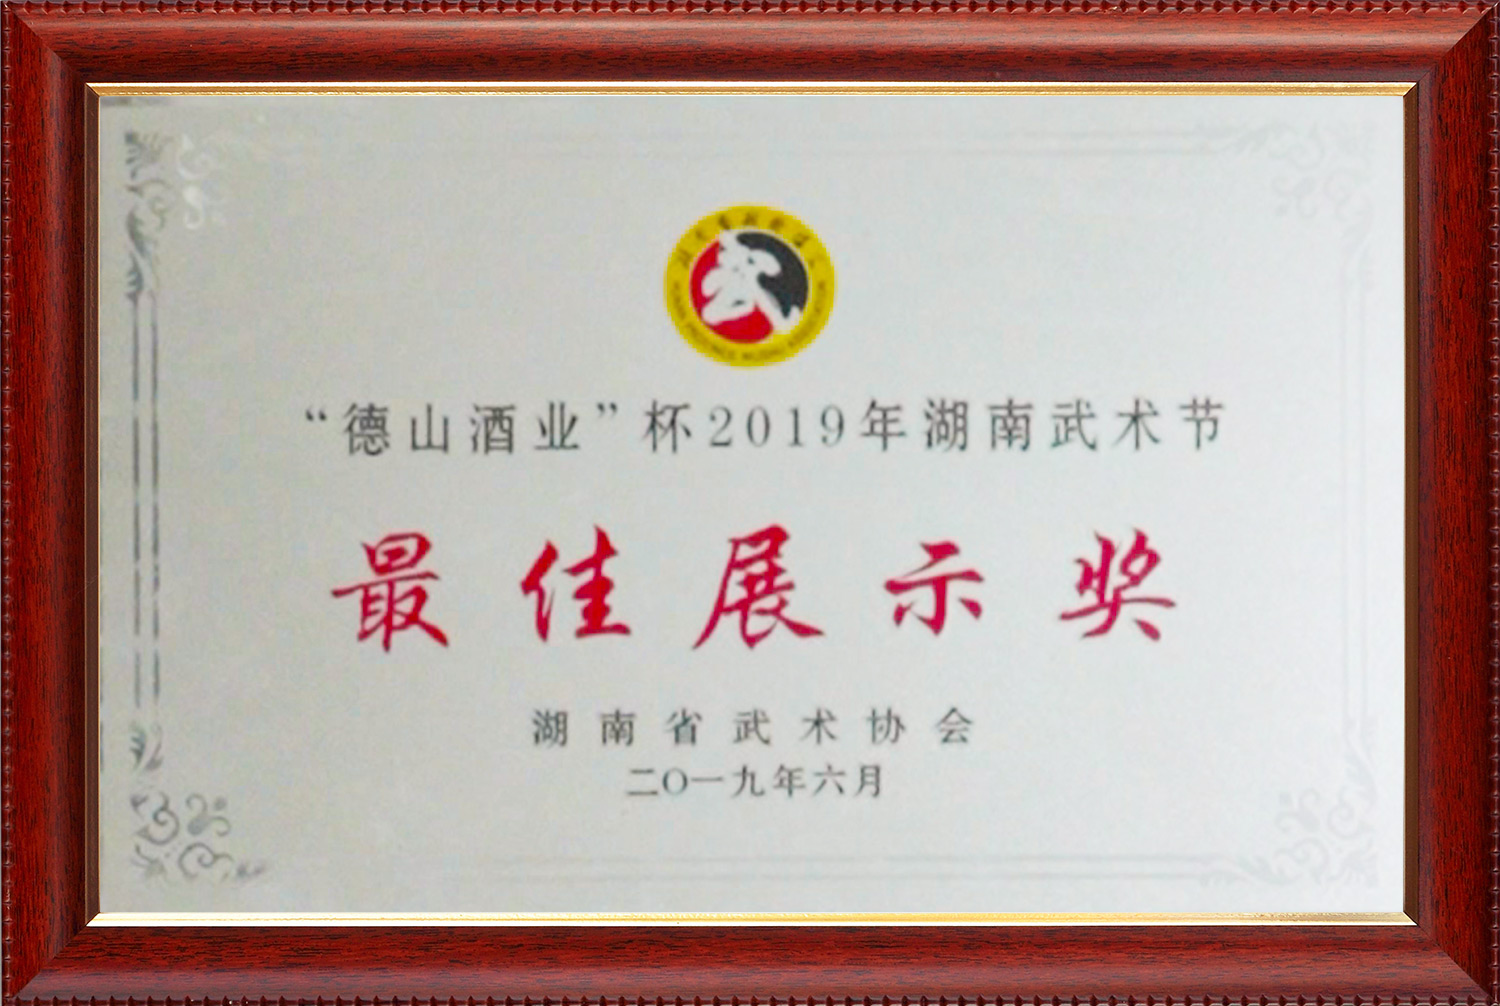 “德山酒业”杯2019年湖南武术节
最佳展示奖
湖南省武术协会
二〇一九年六月